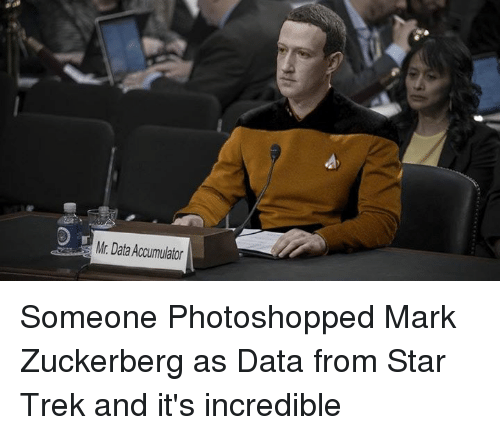 Mr. Data Accumulator
Someone Photoshopped Mark
Zuckerberg as Data from Star
Trek and it's incredible